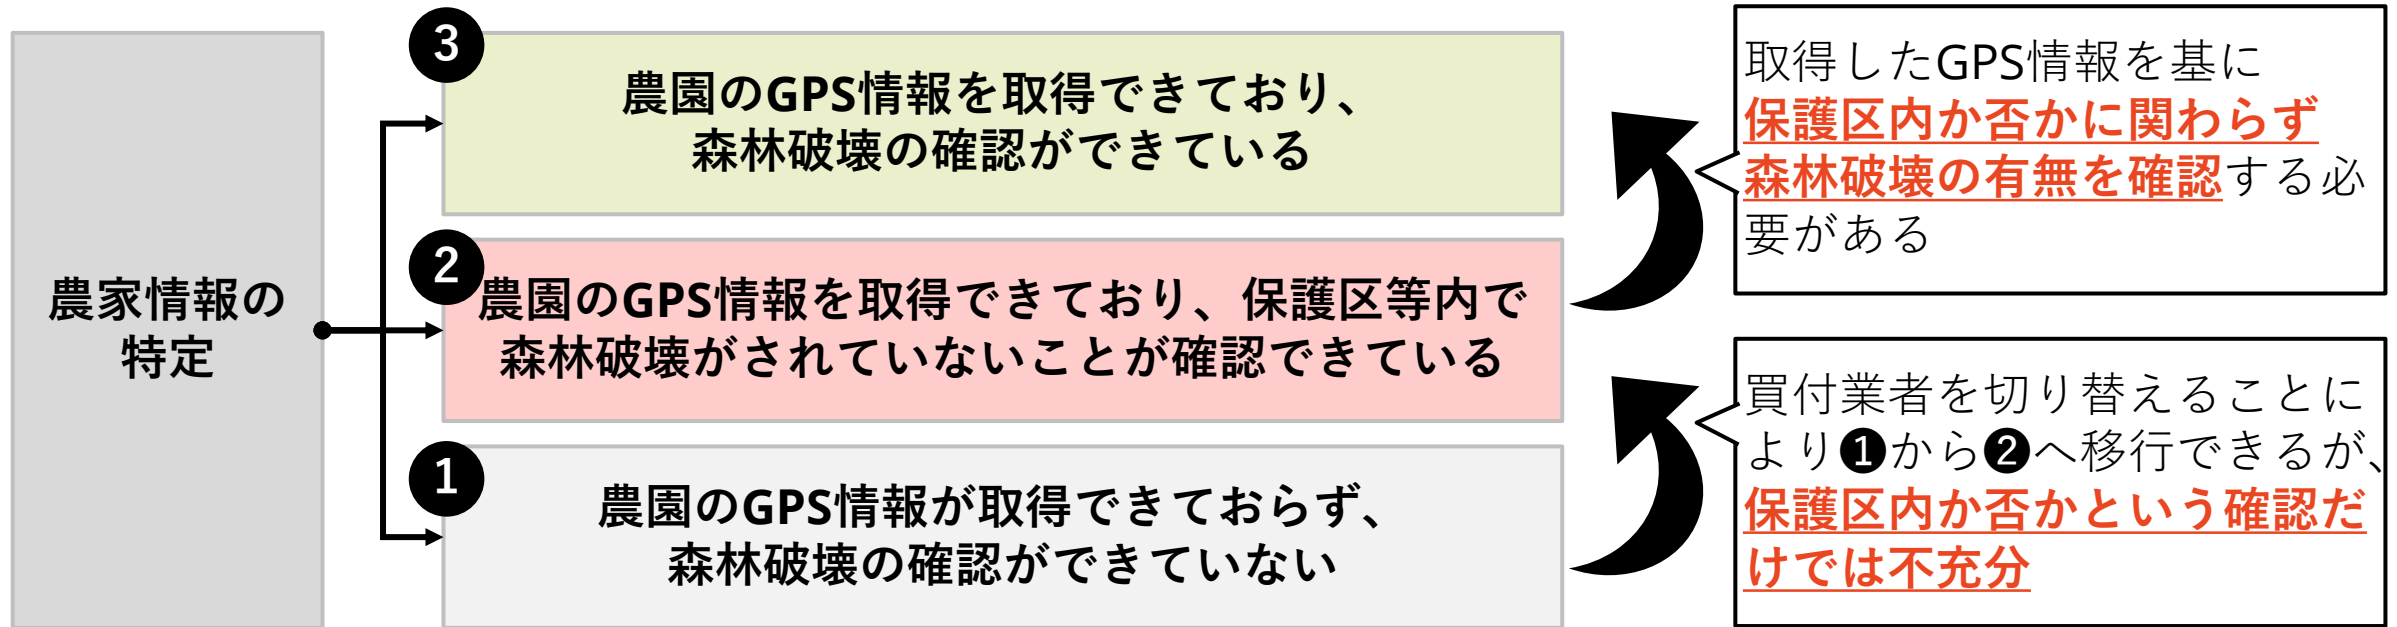 農家情報の
特定
3
農園のGPS情報を取得できており、
森林破壊の確認ができている
2
農園のGPS情報を取得できており、保護区等内で
森林破壊がされていないことが確認できている
1
農園のGPS情報が取得できておらず、
森林破壊の確認ができていない
取得したGPS情報を基に
保護区内か否かに関わらず
森林破壊の有無を確認する必
要がある
買付業者を切り替えることに
より❶から❷へ移行できるが、
保護区内か否かという確認だ
けでは不充分